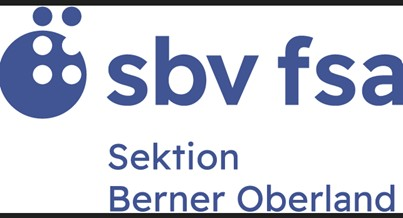 sbv fsa
Sektion
Berner Oberland